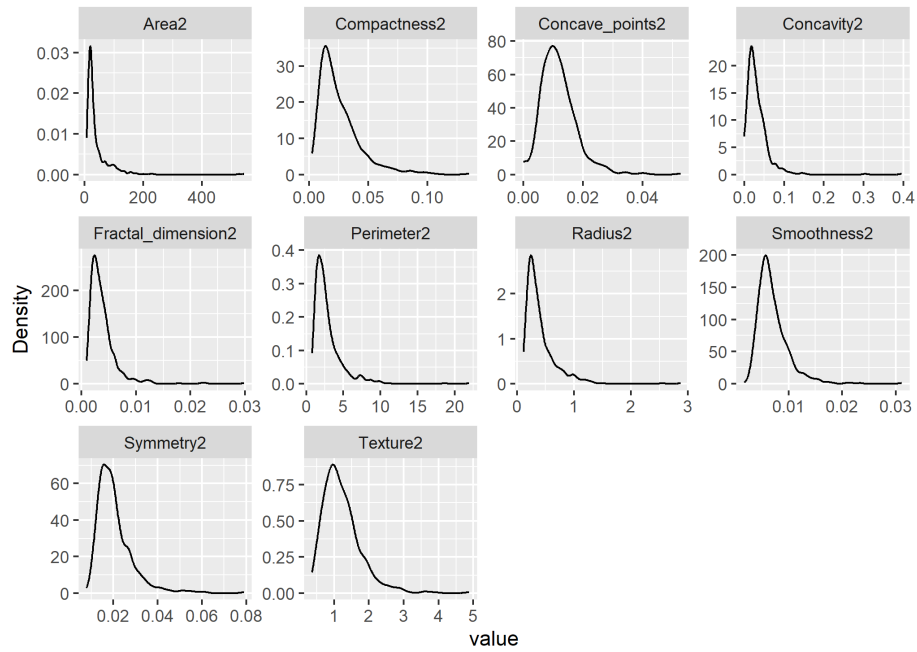 Area2 Compactness2 Concave_points2 Concavity2
0.03 0.02 0.01 0.00
30 20 10 0
80 60 40 20 0
20 15 10 5 0
0 200 400
0.00 0.05 0.10
0.00 0.02 0.04
0.0 0.1 0.2 0.3 0.4
Fractal_dimension2 Perimeter2 Radius2 Smoothness2
200 100 0
0.4 0.3 0.2 0.1 0.0
2 1 0
200 150 100 50 0
0.00 0.01 0.02 0.03
0 5 10 15 20
0 1 2 3
0.01 0.02 0.03
Symmetry2 Texture2
60 40 20 0
0.75 0.50 0.25 0.00
0.02 0.04 0.06 0.08
1 2 3 4 5
Density
value